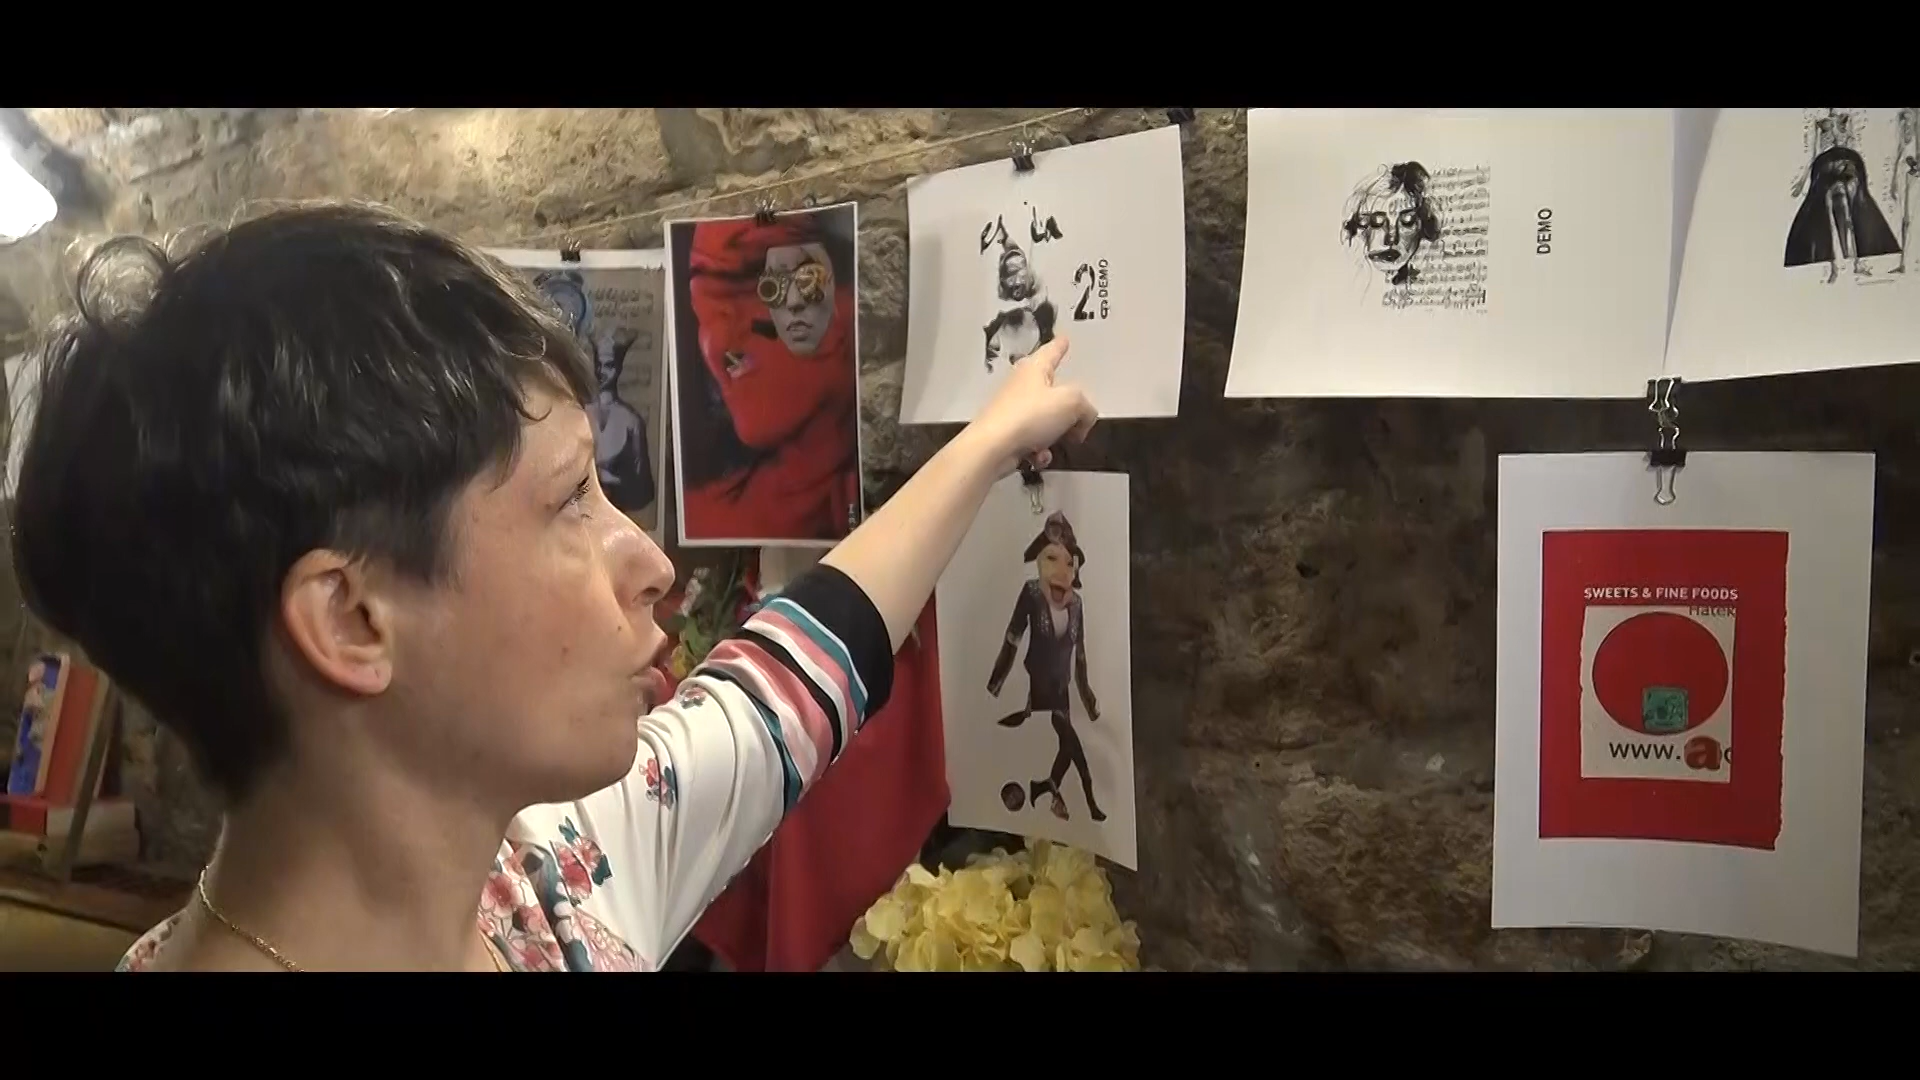 es la
2
DEMO
DEMO
SWEETS & FINE FOODS
www.